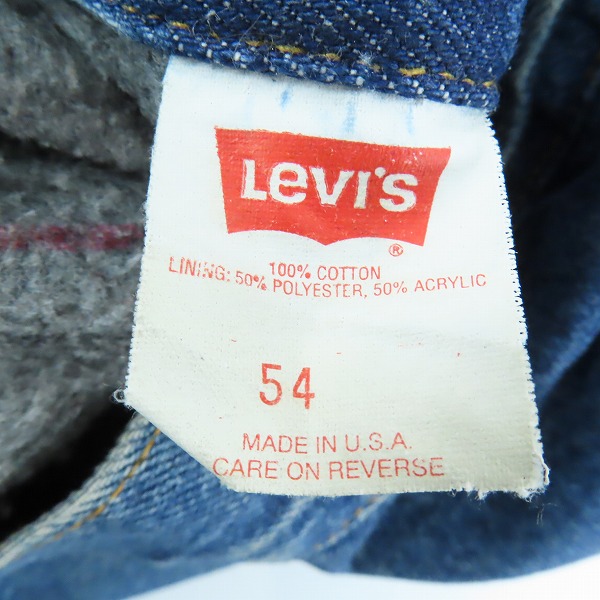 Levi's
®
100% COTTON
LINING: 50% POLYESTER, 50% ACRYLIC
54
MADE IN U.S.A.
CARE ON REVERSE